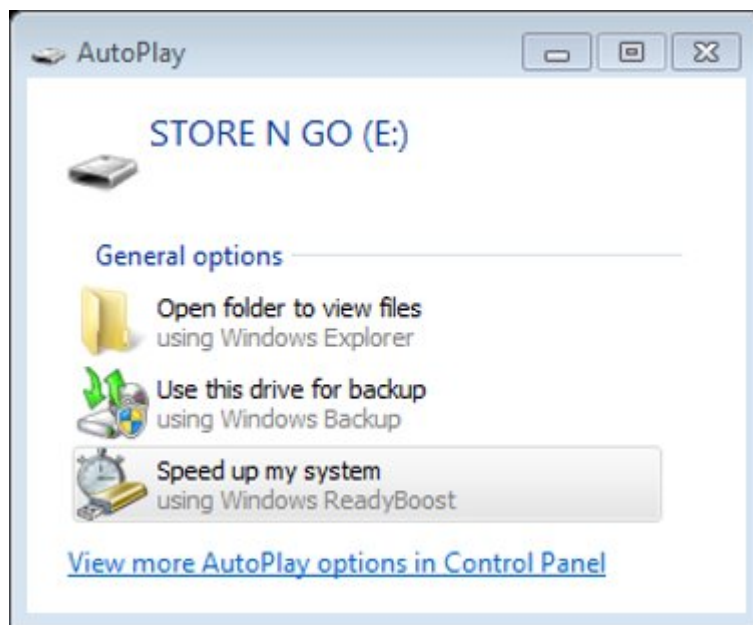 AutoPlay
STORE N GO (E:)
General options
Open folder to view files
using Windows Explorer
Use this drive for backup
using Windows Backup
Speed up my system
using Windows ReadyBoost
View more AutoPlay options in Control Panel